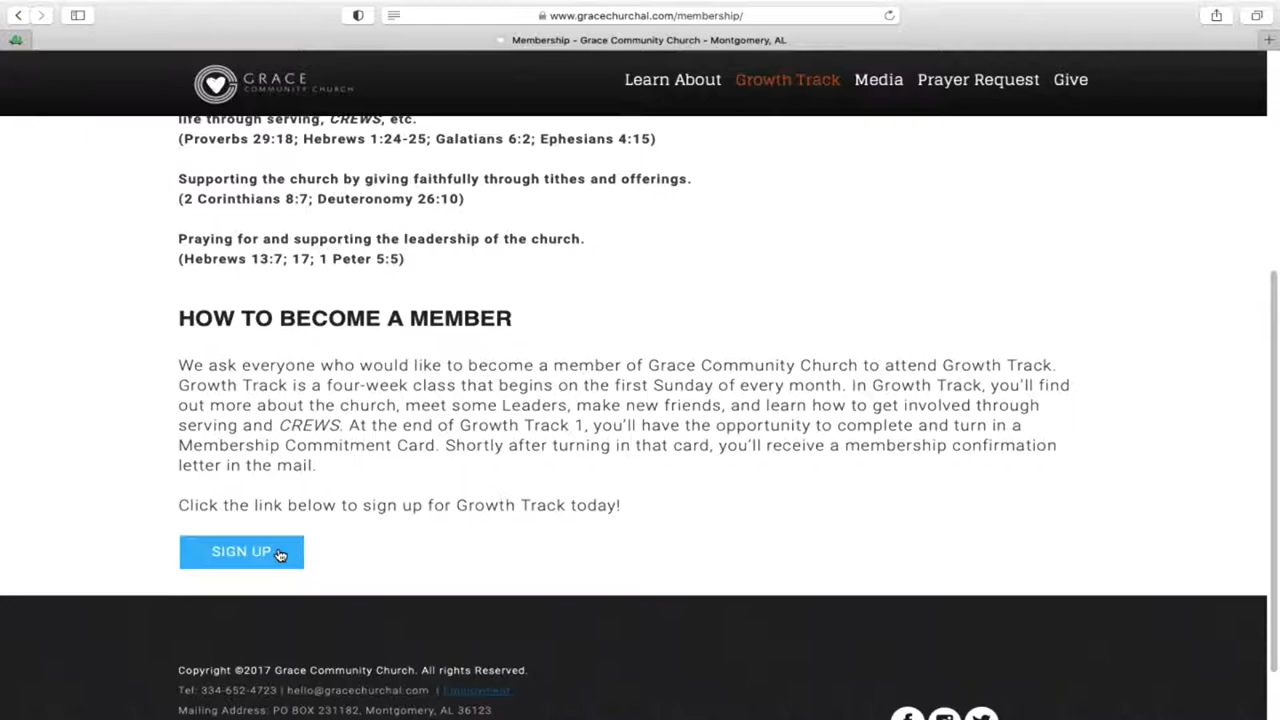 www.gracechurchal.com/membership/
Membership – Grace Community Church – Montgomery, AL
GRACE
COMMUNITY CHURCH
Learn About Growth Track Media Prayer Request Give
life through serving, CREWS, etc.
(Proverbs 29:18; Hebrews 1:24-25; Galatians 6:2; Ephesians 4:15)
Supporting the church by giving faithfully through tithes and offerings.
(2 Corinthians 8:7; Deuteronomy 26:10)
Praying for and supporting the leadership of the church.
(Hebrews 13:7; 17; 1 Peter 5:5)
HOW TO BECOME A MEMBER
We ask everyone who would like to become a member of Grace Community Church to attend Growth Track.
Growth Track is a four-week class that begins on the first Sunday of every month. In Growth Track, you'll find
out more about the church, meet some Leaders, make new friends, and learn how to get involved through
serving and CREWS. At the end of Growth Track 1, you'll have the opportunity to complete and turn in a
Membership Commitment Card. Shortly after turning in that card, you'll receive a membership confirmation
letter in the mail.
Click the link below to sign up for Growth Track today!
SIGN UP
Copyright ©2017 Grace Community Church. All rights Reserved.
Tel: 334-652-4723 | hello@gracechurchal.com | Employment
Mailing Address: PO BOX 231182, Montgomery, AL 36123